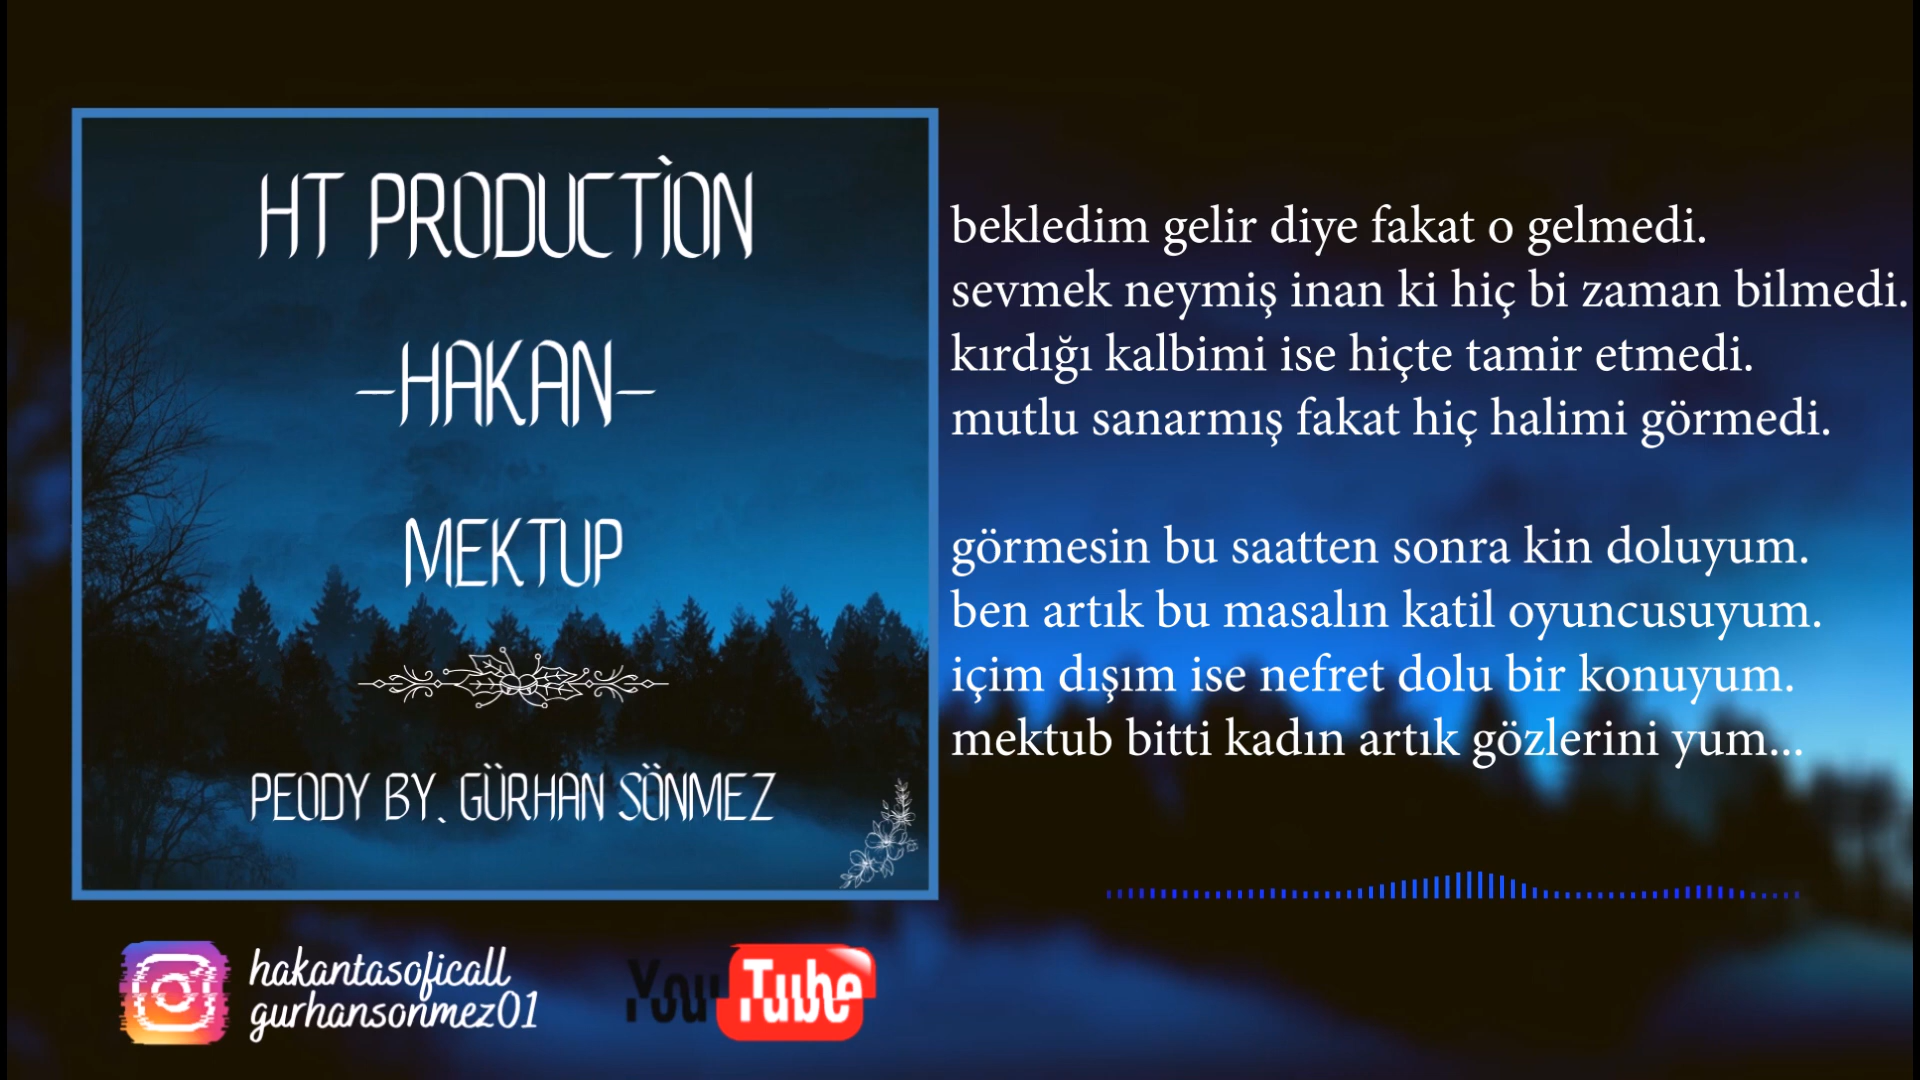 HT PRODUCTİON
-HAKAN-
MEKTUP
PEODY BY. GÜRHAN SÖNMEZ
bekledim gelir diye fakat o gelmedi.
sevmek neymiş inan ki hiç bi zaman bilmedi.
kırdığı kalbimi ise hiçte tamir etmedi.
mutlu sanarmış fakat hiç halimi görmedi.
görmesin bu saatten sonra kin doluyum.
ben artık bu masalın katil oyuncusuyum.
içim dışım ise nefret dolu bir konuyum.
mektub bitti kadın artık gözlerini yum...
hakantasoficall
gurhansonmez01
YouTube